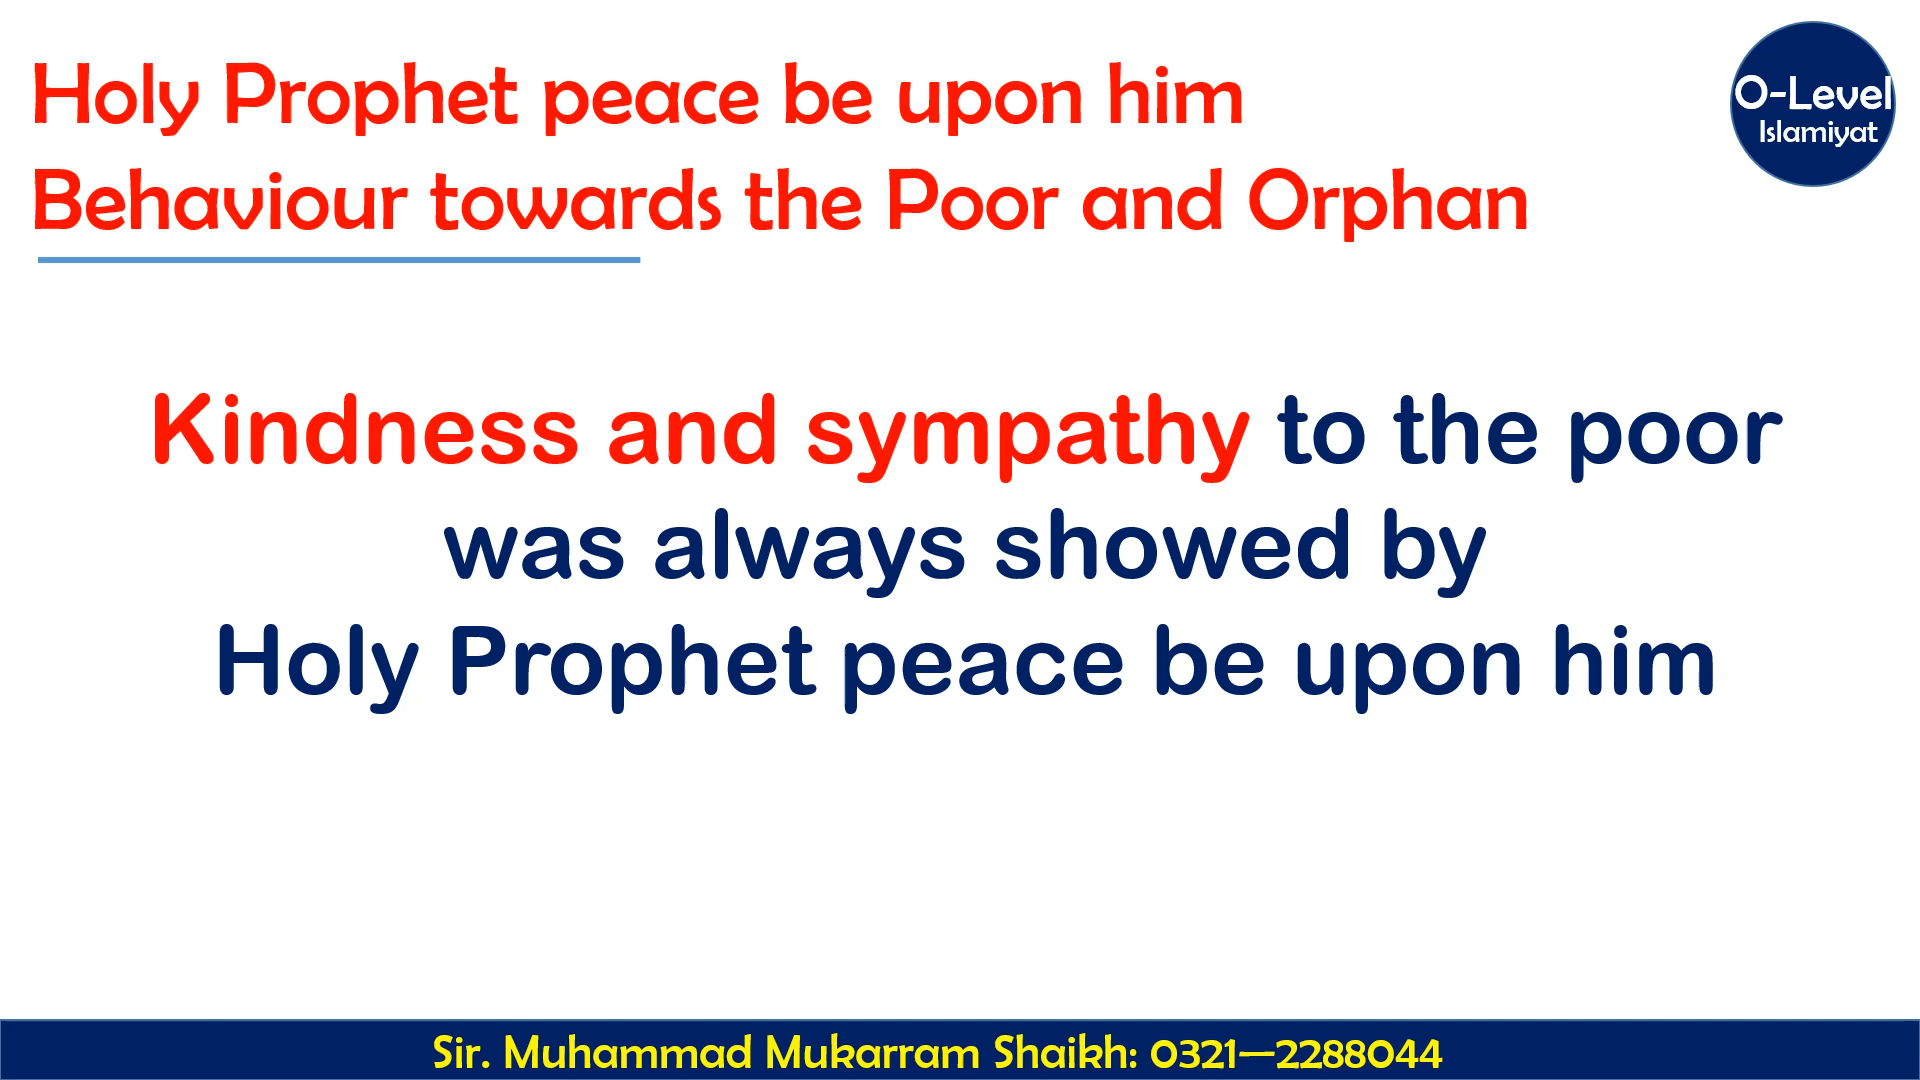 Holy Prophet peace be upon him
Behaviour towards the Poor and Orphan
O-Level
Islamiyat
Kindness and sympathy to the poor
was always showed by
Holy Prophet peace be upon him
Sir. Muhammad Mukarram Shaikh: 0321—2288044